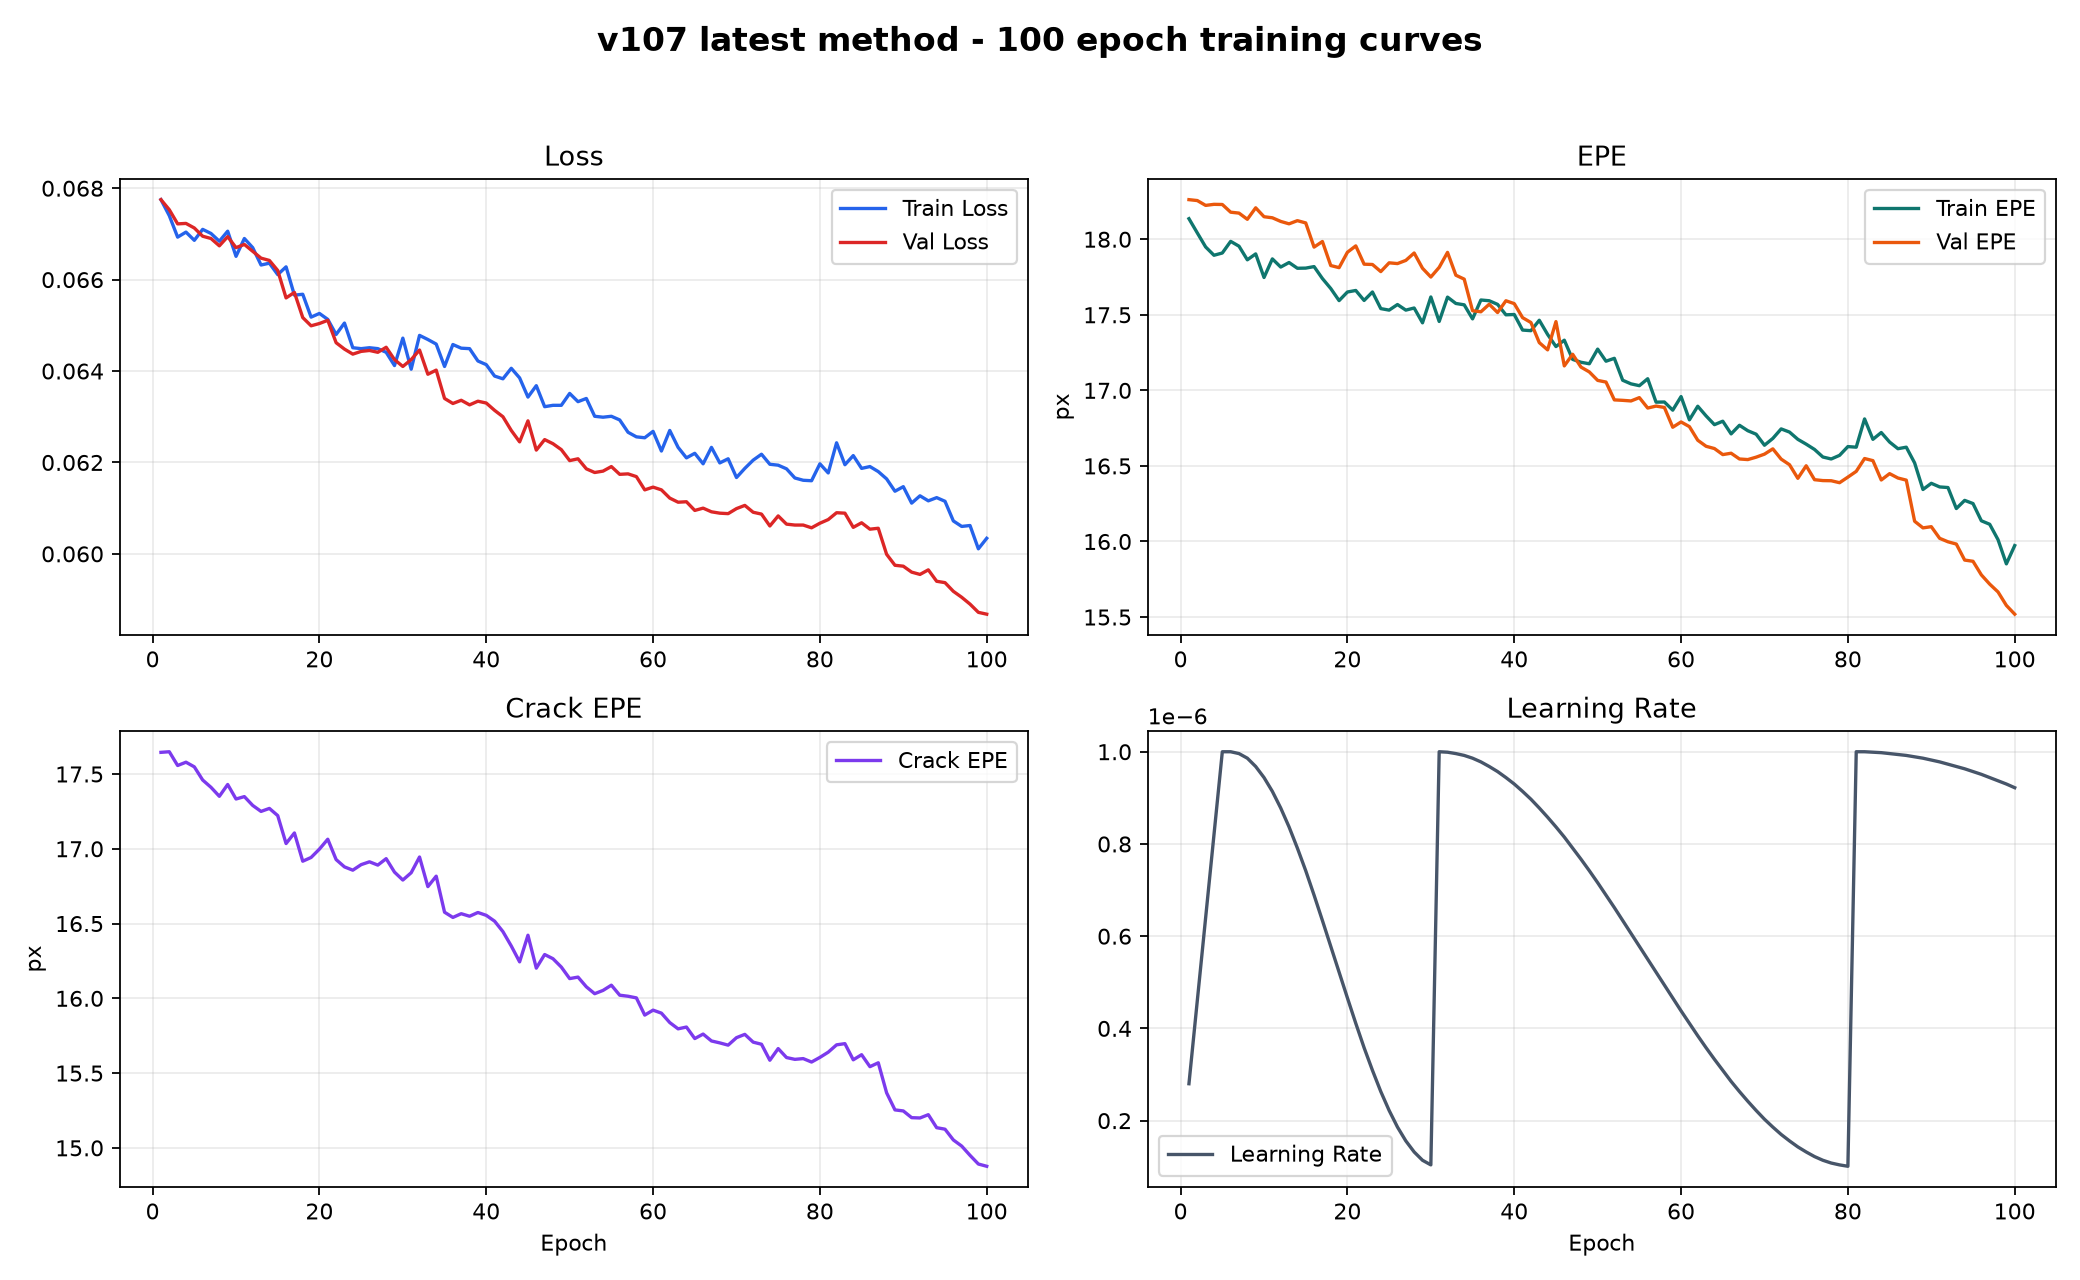 v107 latest method - 100 epoch training curves
Loss
0.068
0.066
0.064
0.062
0.060
0
20
40
60
80
100
Train Loss
Val Loss
EPE
px
18.0
17.5
17.0
16.5
16.0
15.5
0
20
40
60
80
100
Train EPE
Val EPE
Crack EPE
px
17.5
17.0
16.5
16.0
15.5
15.0
0
20
40
60
80
100
Epoch
Crack EPE
Learning Rate
1e−6
1.0
0.8
0.6
0.4
0.2
0
20
40
60
80
100
Epoch
Learning Rate